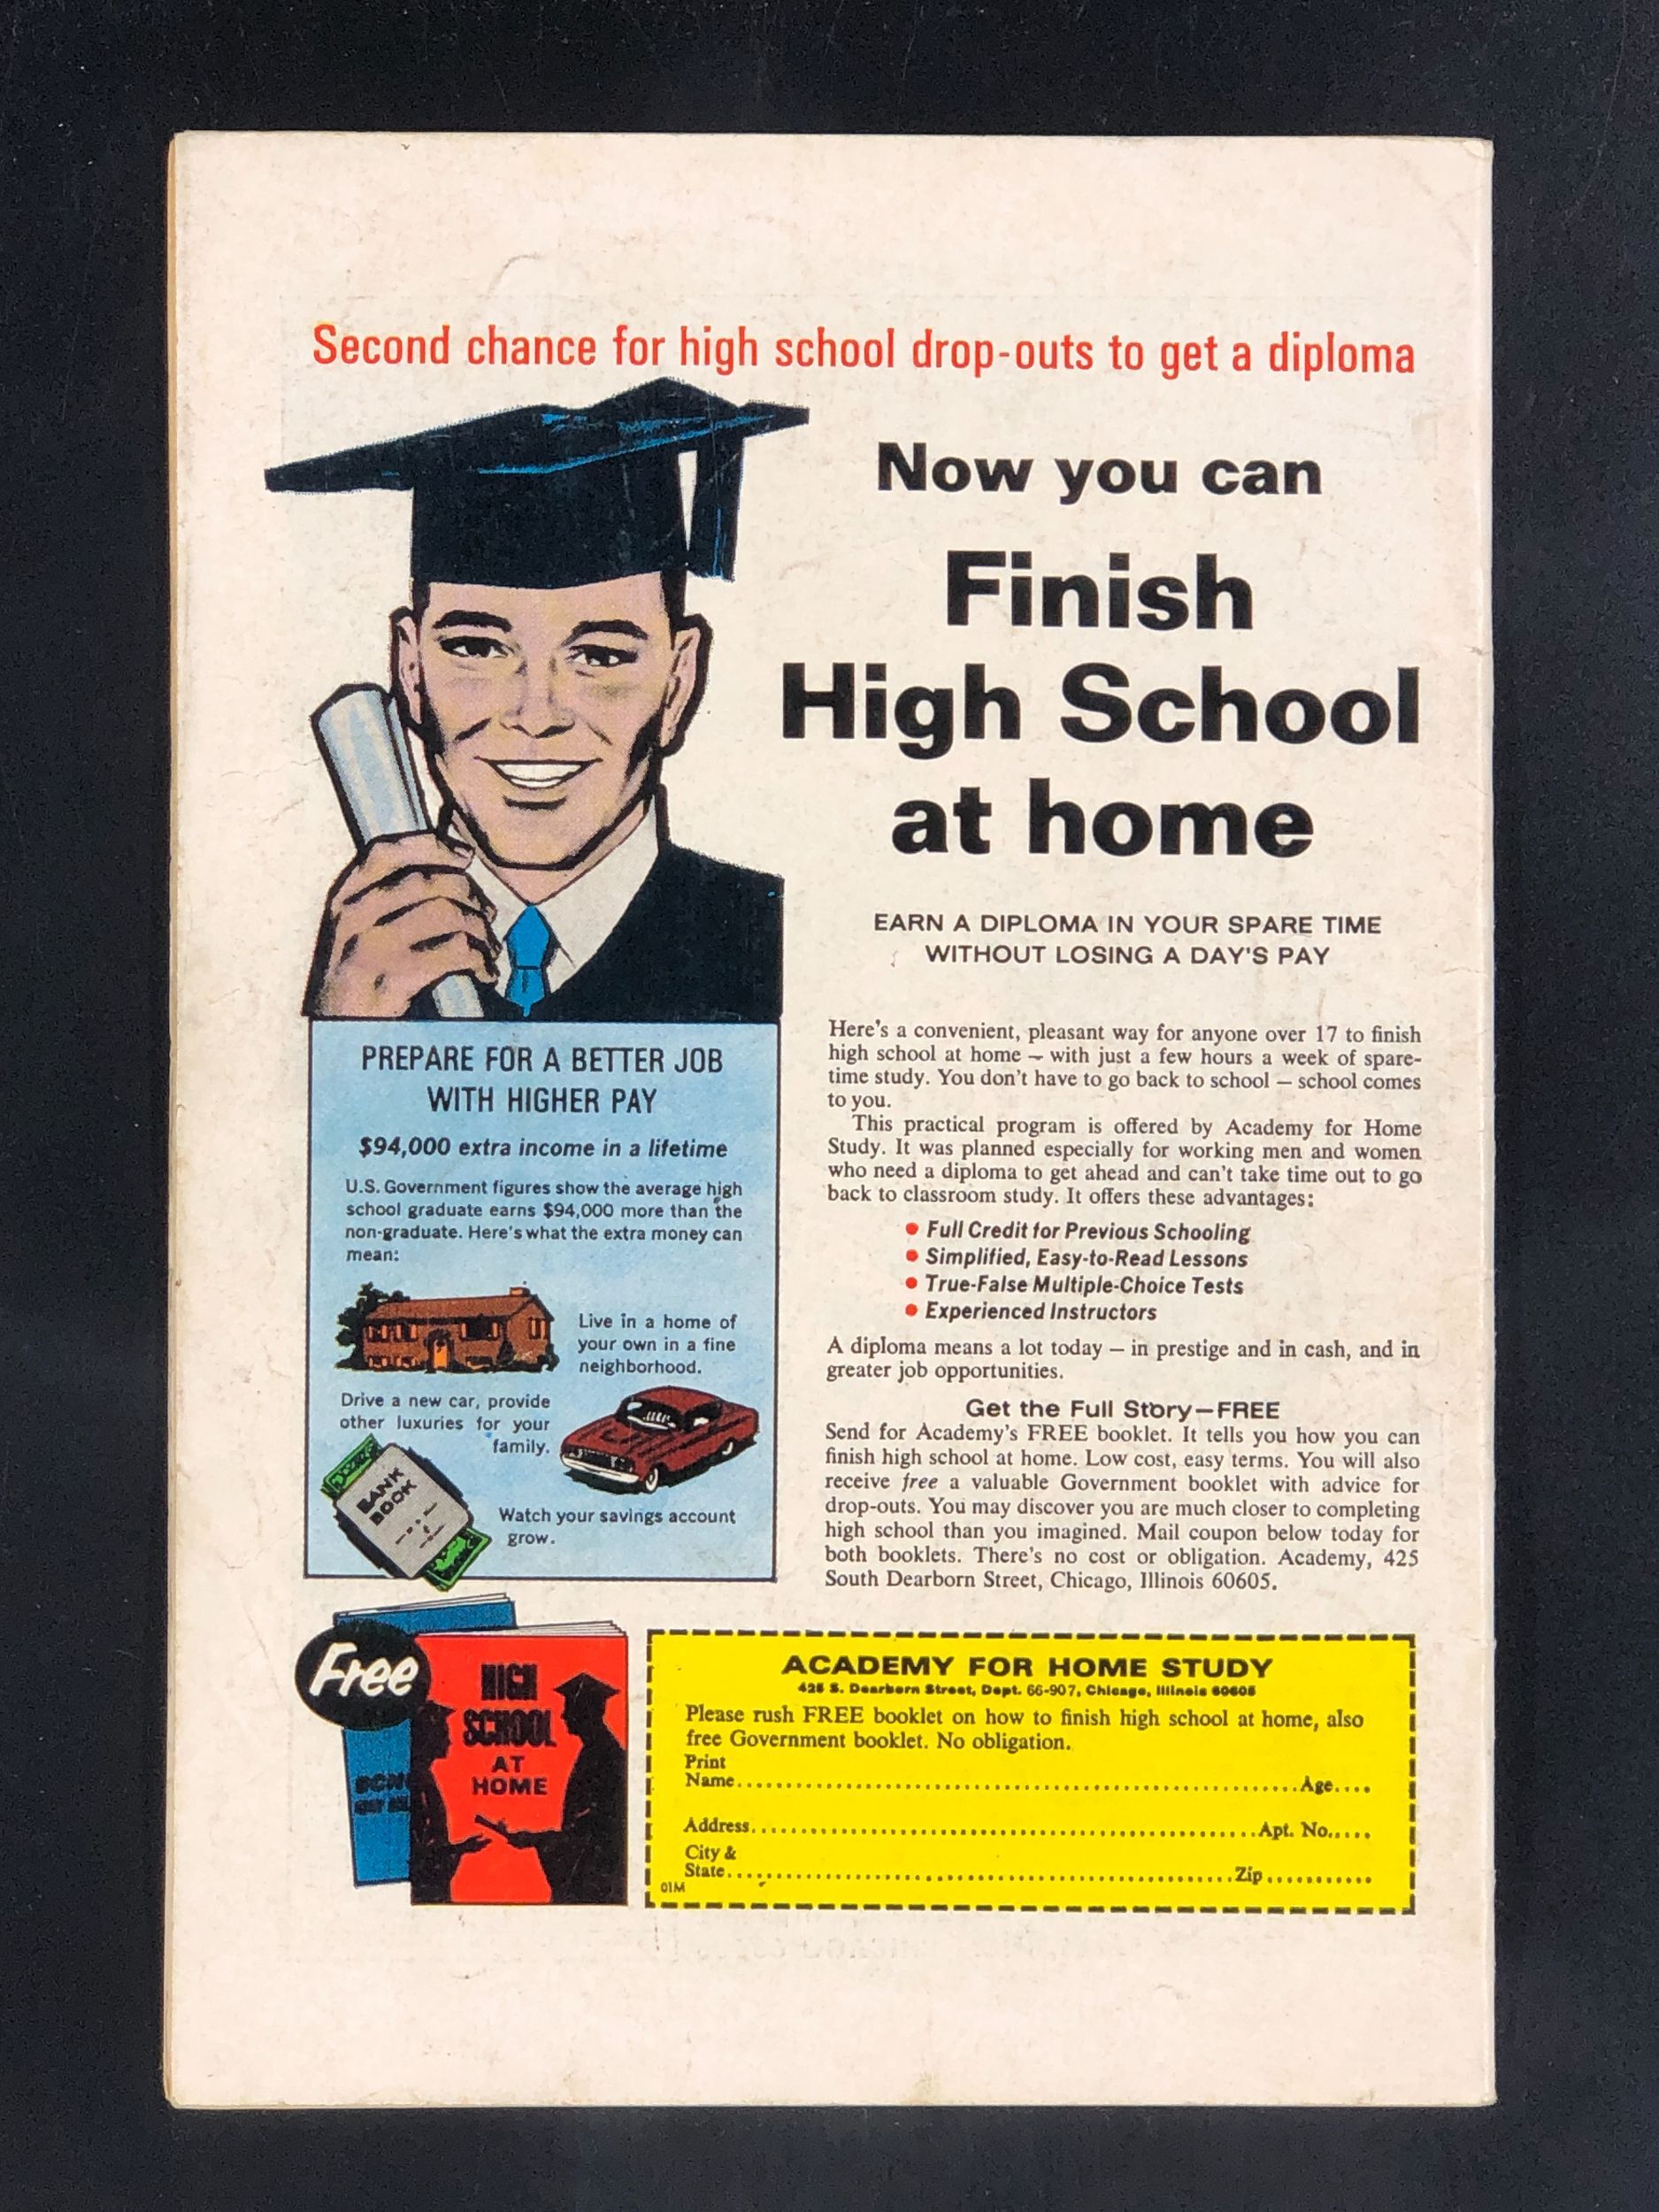 Second chance for high school drop-outs to get a diploma
Now you can
Finish
High School
at home
EARN A DIPLOMA IN YOUR SPARE TIME
WITHOUT LOSING A DAY'S PAY
PREPARE FOR A BETTER JOB
WITH HIGHER PAY
$94,000 extra income in a lifetime
U.S. Government figures show the average high
school graduate earns $94,000 more than the
non-graduate. Here's what the extra money can
mean:
Live in a home of
your own in a fine
neighborhood.
Drive a new car, provide
other luxuries for your
family.
BANK
BOOK
Watch your savings account
grow.
Here's a convenient, pleasant way for anyone over 17 to finish
high school at home – with just a few hours a week of spare-
time study. You don't have to go back to school – school comes
to you.
This practical program is offered by Academy for Home
Study. It was planned especially for working men and women
who need a diploma to get ahead and can't take time out to go
back to classroom study. It offers these advantages:
• Full Credit for Previous Schooling
• Simplified, Easy-to-Read Lessons
• True-False Multiple-Choice Tests
• Experienced Instructors
A diploma means a lot today – in prestige and in cash, and in
greater job opportunities.
Get the Full Story—FREE
Send for Academy's FREE booklet. It tells you how you can
finish high school at home. Low cost, easy terms. You will also
receive free a valuable Government booklet with advice for
drop-outs. You may discover you are much closer to completing
high school than you imagined. Mail coupon below today for
both booklets. There's no cost or obligation. Academy, 425
South Dearborn Street, Chicago, Illinois 60605.
Free
HIGH
SCHOOL
AT
HOME
ACADEMY FOR HOME STUDY
425 S. Dearborn Street, Dept. 66-907, Chicago, Illinois 60605
Please rush FREE booklet on how to finish high school at home, also
free Government booklet. No obligation.
Print
Name..........Age....
Address..........Apt. No.....
City &
State..........Zip..........
01M